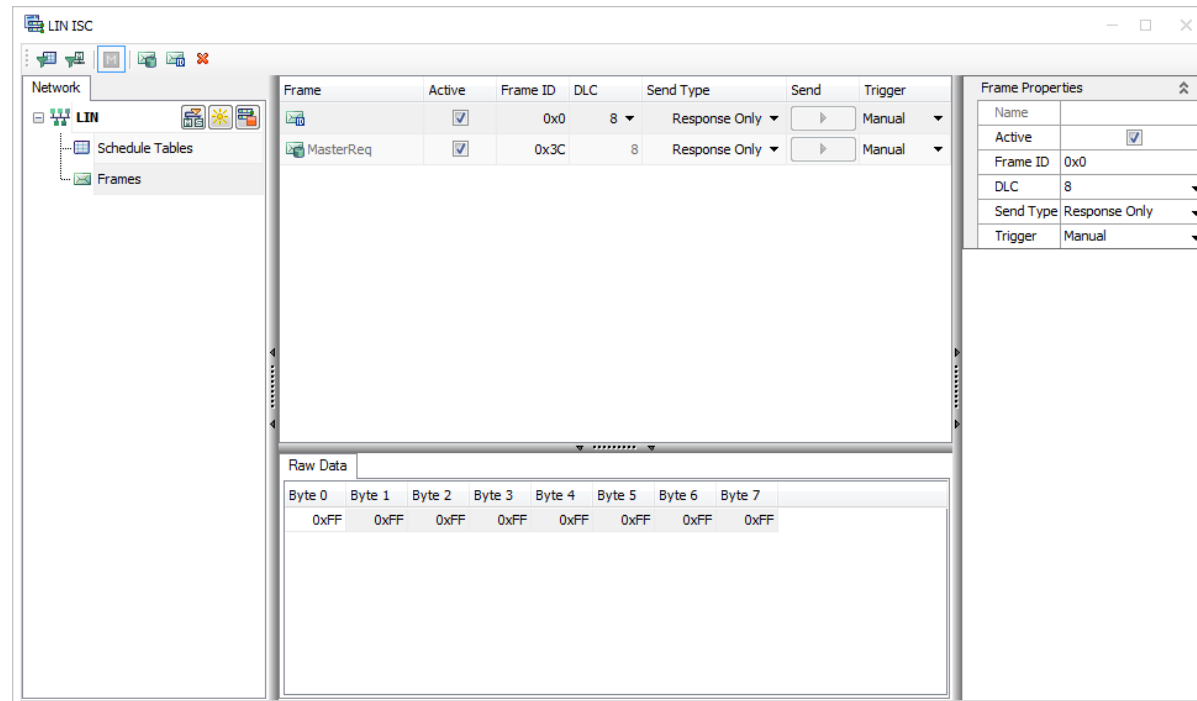 LIN ISC
Network
LIN
Schedule Tables
Frames
Frame Active Frame ID DLC Send Type Send Trigger
0x0 8 Response Only Manual
MasterReq 0x3C 8 Response Only Manual
Raw Data
Byte 0 Byte 1 Byte 2 Byte 3 Byte 4 Byte 5 Byte 6 Byte 7
0xFF 0xFF 0xFF 0xFF 0xFF 0xFF 0xFF 0xFF
Frame Properties
Name
Active
Frame ID 0x0
DLC 8
Send Type Response Only
Trigger Manual